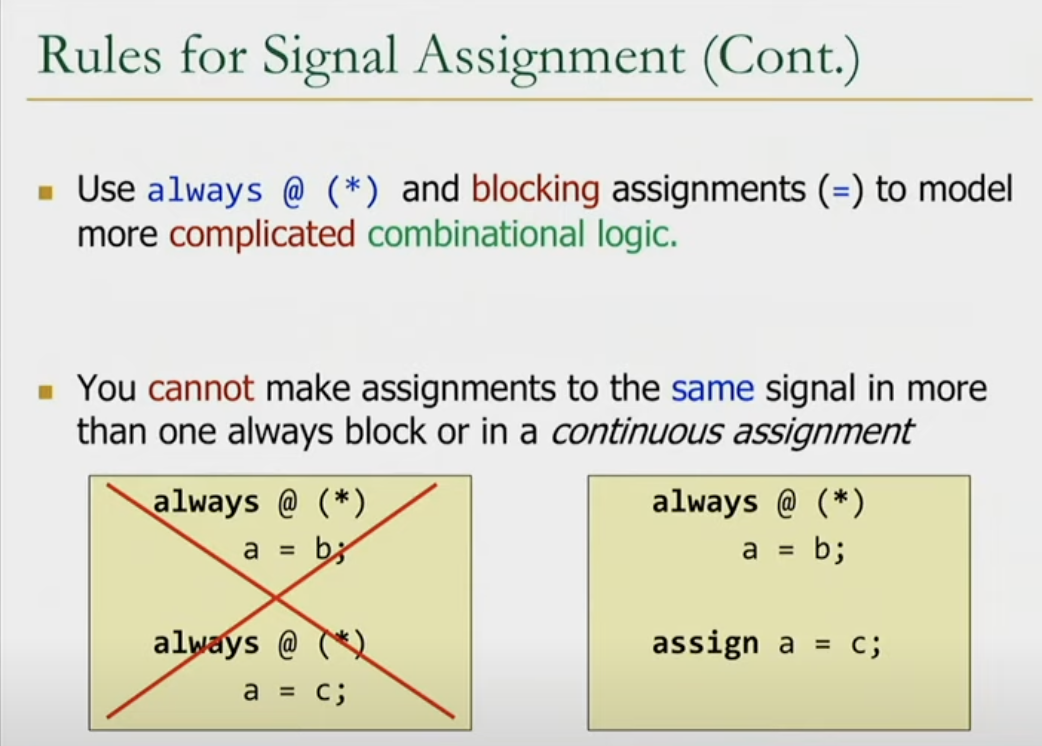 Rules for Signal Assignment (Cont.)
Use always @ (*) and blocking assignments (=) to model
more complicated combinational logic.
You cannot make assignments to the same signal in more
than one always block or in a continuous assignment
always @ (*)
a = b;
always @ (*)
a = c;
always @ (*)
a = b;
assign a = c;